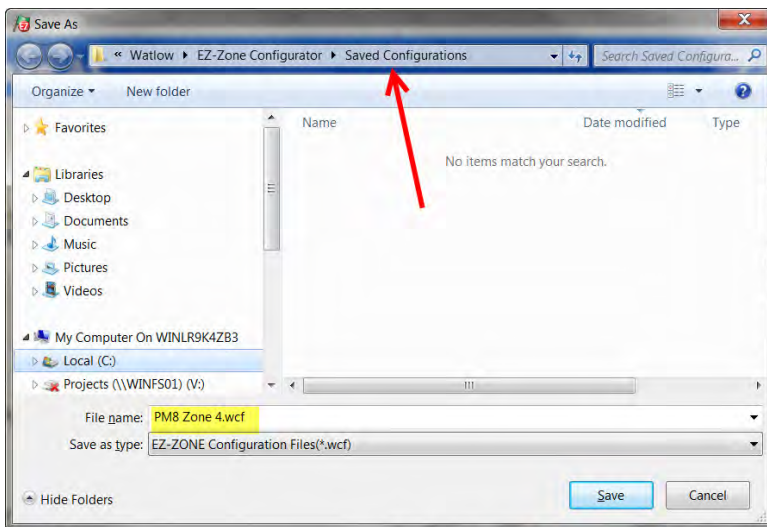 Save As
« Watlow ▸ EZ-Zone Configurator ▸ Saved Configurations
Search Saved Configura...
Organize
New folder
Favorites
Libraries
Desktop
Documents
Music
Pictures
Videos
My Computer On WINLR9K4ZB3
Local (C:)
Projects (\\WINFS01) (V:)
Name Date modified Type
No items match your search.
File name: PM8 Zone 4.wcf
Save as type: EZ-ZONE Configuration Files(*.wcf)
Hide Folders
Save
Cancel